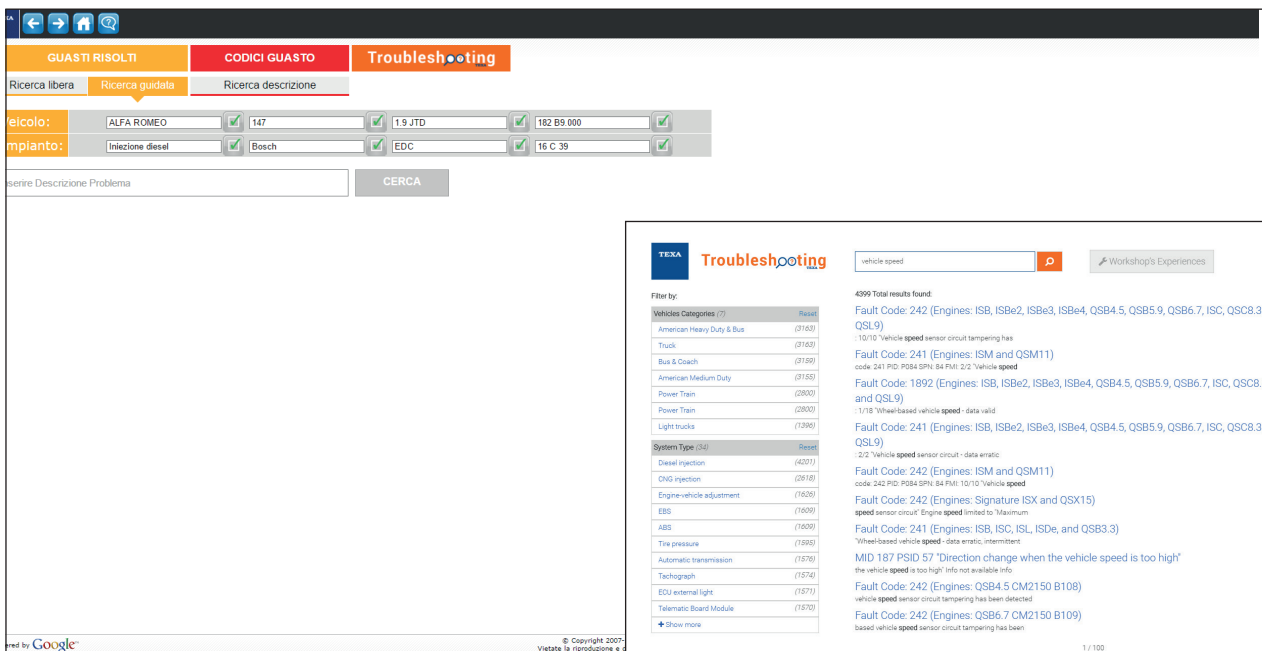 GUASTI RISOLTI
CODICI GUASTO
Troubleshooting
TEXA
Ricerca libera
Ricerca guidata
Ricerca descrizione
eicolo:
ALFA ROMEO
147
1.9 JTD
182 B9.000
mpianto:
Iniezione diesel
Bosch
EDC
16 C 39
nserire Descrizione Problema
CERCA
TEXA
Troubleshooting
TEXA
vehicle speed
Workshop's Experiences
Filter by:
Vehicles Categories (7) Reset
American Heavy Duty & Bus (3163)
Truck (3163)
Bus & Coach (3159)
American Medium Duty (3155)
Power Train (2800)
Power Train (2800)
Light trucks (1396)
System Type (34) Reset
Diesel injection (4201)
CNG injection (2618)
Engine-vehicle adjustment (1626)
EBS (1609)
ABS (1609)
Tire pressure (1595)
Automatic transmission (1576)
Tachograph (1574)
ECU external light (1571)
Telematic Board Module (1570)
+ Show more
4399 Total results found:
Fault Code: 242 (Engines: ISB, ISBe2, ISBe3, ISBe4, QSB4.5, QSB5.9, QSB6.7, ISC, QSC8.3
QSL9)
: 10/10 "Vehicle speed sensor circuit tampering has
Fault Code: 241 (Engines: ISM and QSM11)
code: 241 PID: P084 SPN: 84 FMI: 2/2 "Vehicle speed
Fault Code: 1892 (Engines: ISB, ISBe2, ISBe3, ISBe4, QSB4.5, QSB5.9, QSB6.7, ISC, QSC8.
and QSL9)
: 1/18 "Wheel-based vehicle speed - data valid
Fault Code: 241 (Engines: ISB, ISBe2, ISBe3, ISBe4, QSB4.5, QSB5.9, QSB6.7, ISC, QSC8.3
QSL9)
: 2/2 "Vehicle speed sensor circuit - data erratic
Fault Code: 242 (Engines: ISM and QSM11)
code: 242 PID: P084 SPN: 84 FMI: 10/10 "Vehicle speed
Fault Code: 242 (Engines: Signature ISX and QSX15)
speed sensor circuit" Engine speed limited to "Maximum
Fault Code: 241 (Engines: ISB, ISC, ISL, ISDe, and QSB3.3)
"Wheel-based vehicle speed - data erratic, intermittent
MID 187 PSID 57 "Direction change when the vehicle speed is too high"
the vehicle speed is too high" Info not available Info
Fault Code: 242 (Engines: QSB4.5 CM2150 B108)
vehicle speed sensor circuit tampering has been detected
Fault Code: 242 (Engines: QSB6.7 CM2150 B109)
based vehicle speed sensor circuit tampering has been
1 / 100
ered by Google™
© Copyright 2007-
Vietate la riproduzione e d